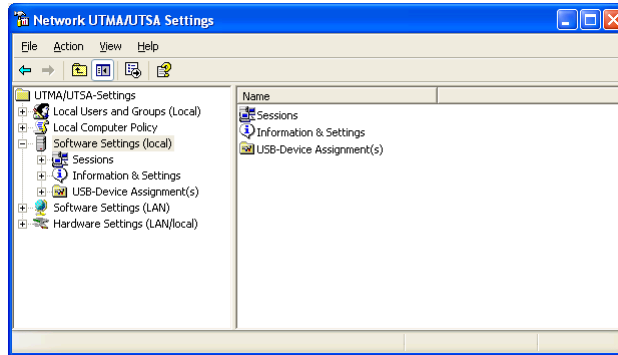 Network UTMA/UTSA Settings
File Action View Help
UTMA/UTSA-Settings
Local Users and Groups (Local)
Local Computer Policy
Software Settings (local)
Sessions
Information & Settings
USB-Device Assignment(s)
Software Settings (LAN)
Hardware Settings (LAN/local)
Name
Sessions
Information & Settings
USB-Device Assignment(s)